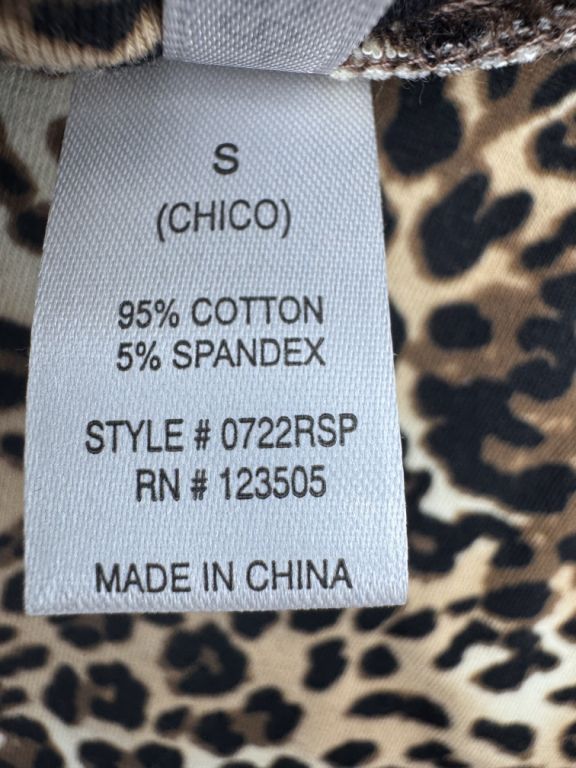 S
(CHICO)
95% COTTON
5% SPANDEX
STYLE # 0722RSP
RN # 123505
MADE IN CHINA